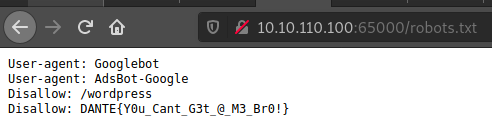 10.10.110.100:65000/robots.txt
User-agent: Googlebot
User-agent: AdsBot-Google
Disallow: /wordpress
Disallow: DANTE{Y0u_Cant_G3t_@_M3_Br0!}